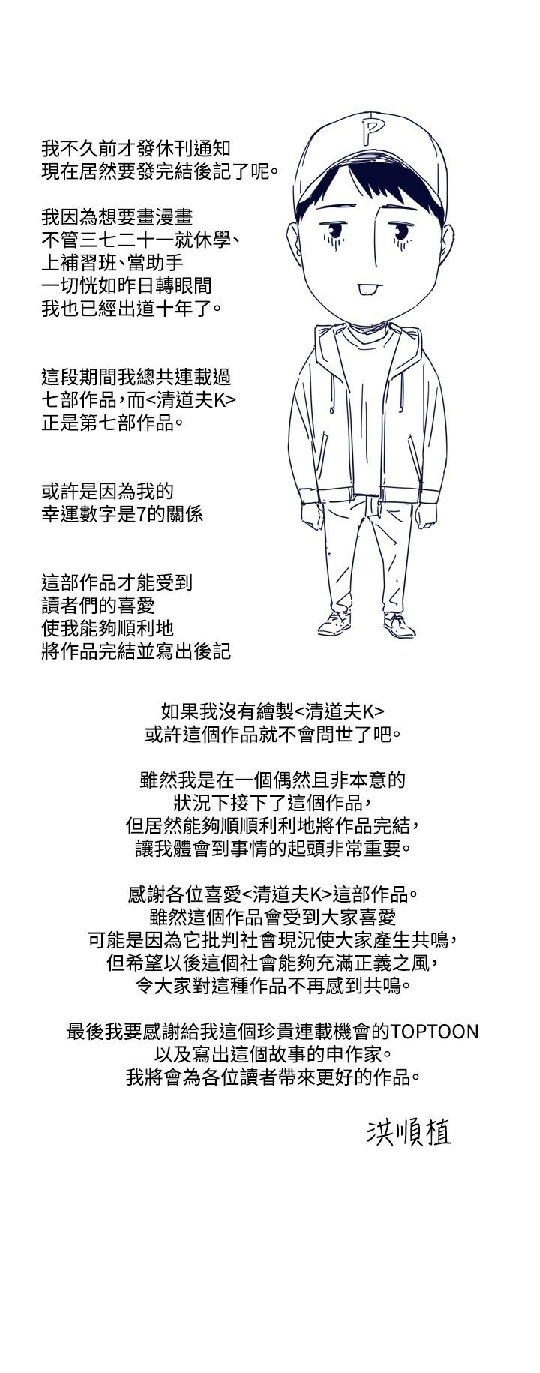 P
我不久前才發休刊通知
現在居然要發完結後記了呢。
我因為想要畫漫畫
不管三七二十一就休學、
上補習班、當助手
一切恍如昨日轉眼間
我也已經出道十年了。
這段期間我總共連載過
七部作品,而<清道夫K>
正是第七部作品。
或許是因為我的
幸運數字是7的關係
這部作品才能受到
讀者們的喜愛
使我能夠順利地
將作品完結並寫出後記
如果我沒有繪製<清道夫K>
或許這個作品就不會問世了吧。
雖然我是在一個偶然且非本意的
狀況下接下了這個作品,
但居然能夠順順利利地將作品完結,
讓我體會到事情的起頭非常重要。
感謝各位喜愛<清道夫K>這部作品。
雖然這個作品會受到大家喜愛
可能是因為它批判社會現況使大家產生共鳴,
但希望以後這個社會能夠充滿正義之風,
令大家對這種作品不再感到共鳴。
最後我要感謝給我這個珍貴連載機會的TOPTOON
以及寫出這個故事的申作家。
我將會為各位讀者帶來更好的作品。
洪順植